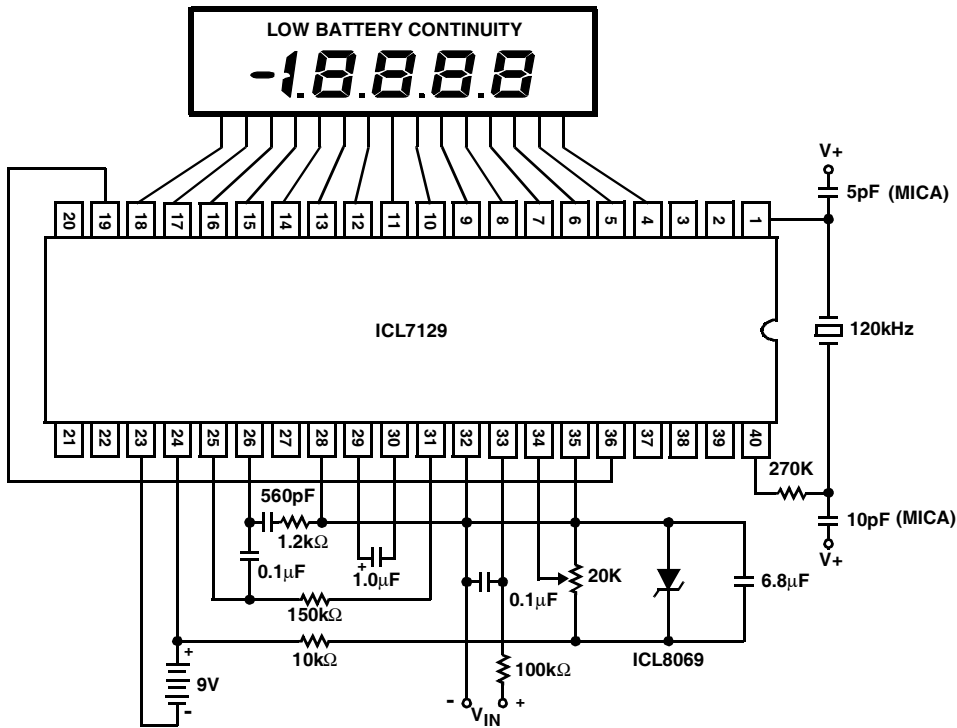 LOW BATTERY CONTINUITY
-1.8.8.8.8
V+
5pF (MICA)
20 19 18 17 16 15 14 13 12 11 10 9 8 7 6 5 4 3 2 1
ICL7129
120kHz
21 22 23 24 25 26 27 28 29 30 31 32 33 34 35 36 37 38 39 40
270K
560pF
10pF (MICA)
1.2kΩ
V+
0.1µF
+
1.0µF
0.1µF
20K
6.8µF
150kΩ
10kΩ
ICL8069
+
9V
-
100kΩ
- VIN +